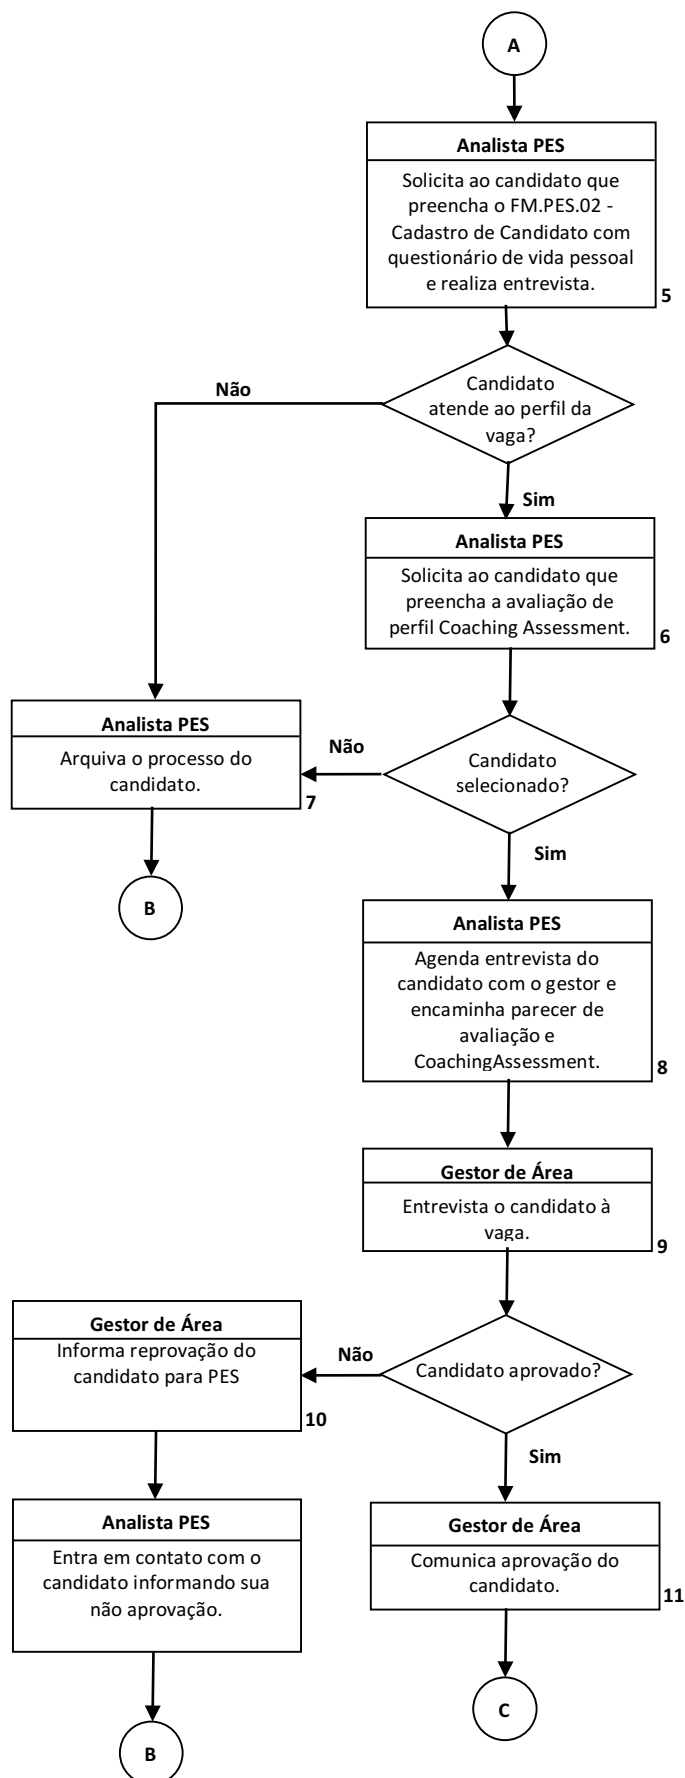 A
Analista PES
Solicita ao candidato que
preencha o FM.PES.02 -
Cadastro de Candidato com
questionário de vida pessoal
e realiza entrevista.
5
Candidato
atende ao perfil da
vaga?
Não
Sim
Analista PES
Solicita ao candidato que
preencha a avaliação de
perfil Coaching Assessment.
6
Candidato
selecionado?
Não
Analista PES
Arquiva o processo do
candidato.
7
B
Sim
Analista PES
Agenda entrevista do
candidato com o gestor e
encaminha parecer de
avaliação e
CoachingAssessment.
8
Gestor de Área
Entrevista o candidato à
vaga.
9
Candidato aprovado?
Não
Gestor de Área
Informa reprovação do
candidato para PES
10
Analista PES
Entra em contato com o
candidato informando sua
não aprovação.
B
Sim
Gestor de Área
Comunica aprovação do
candidato.
11
C